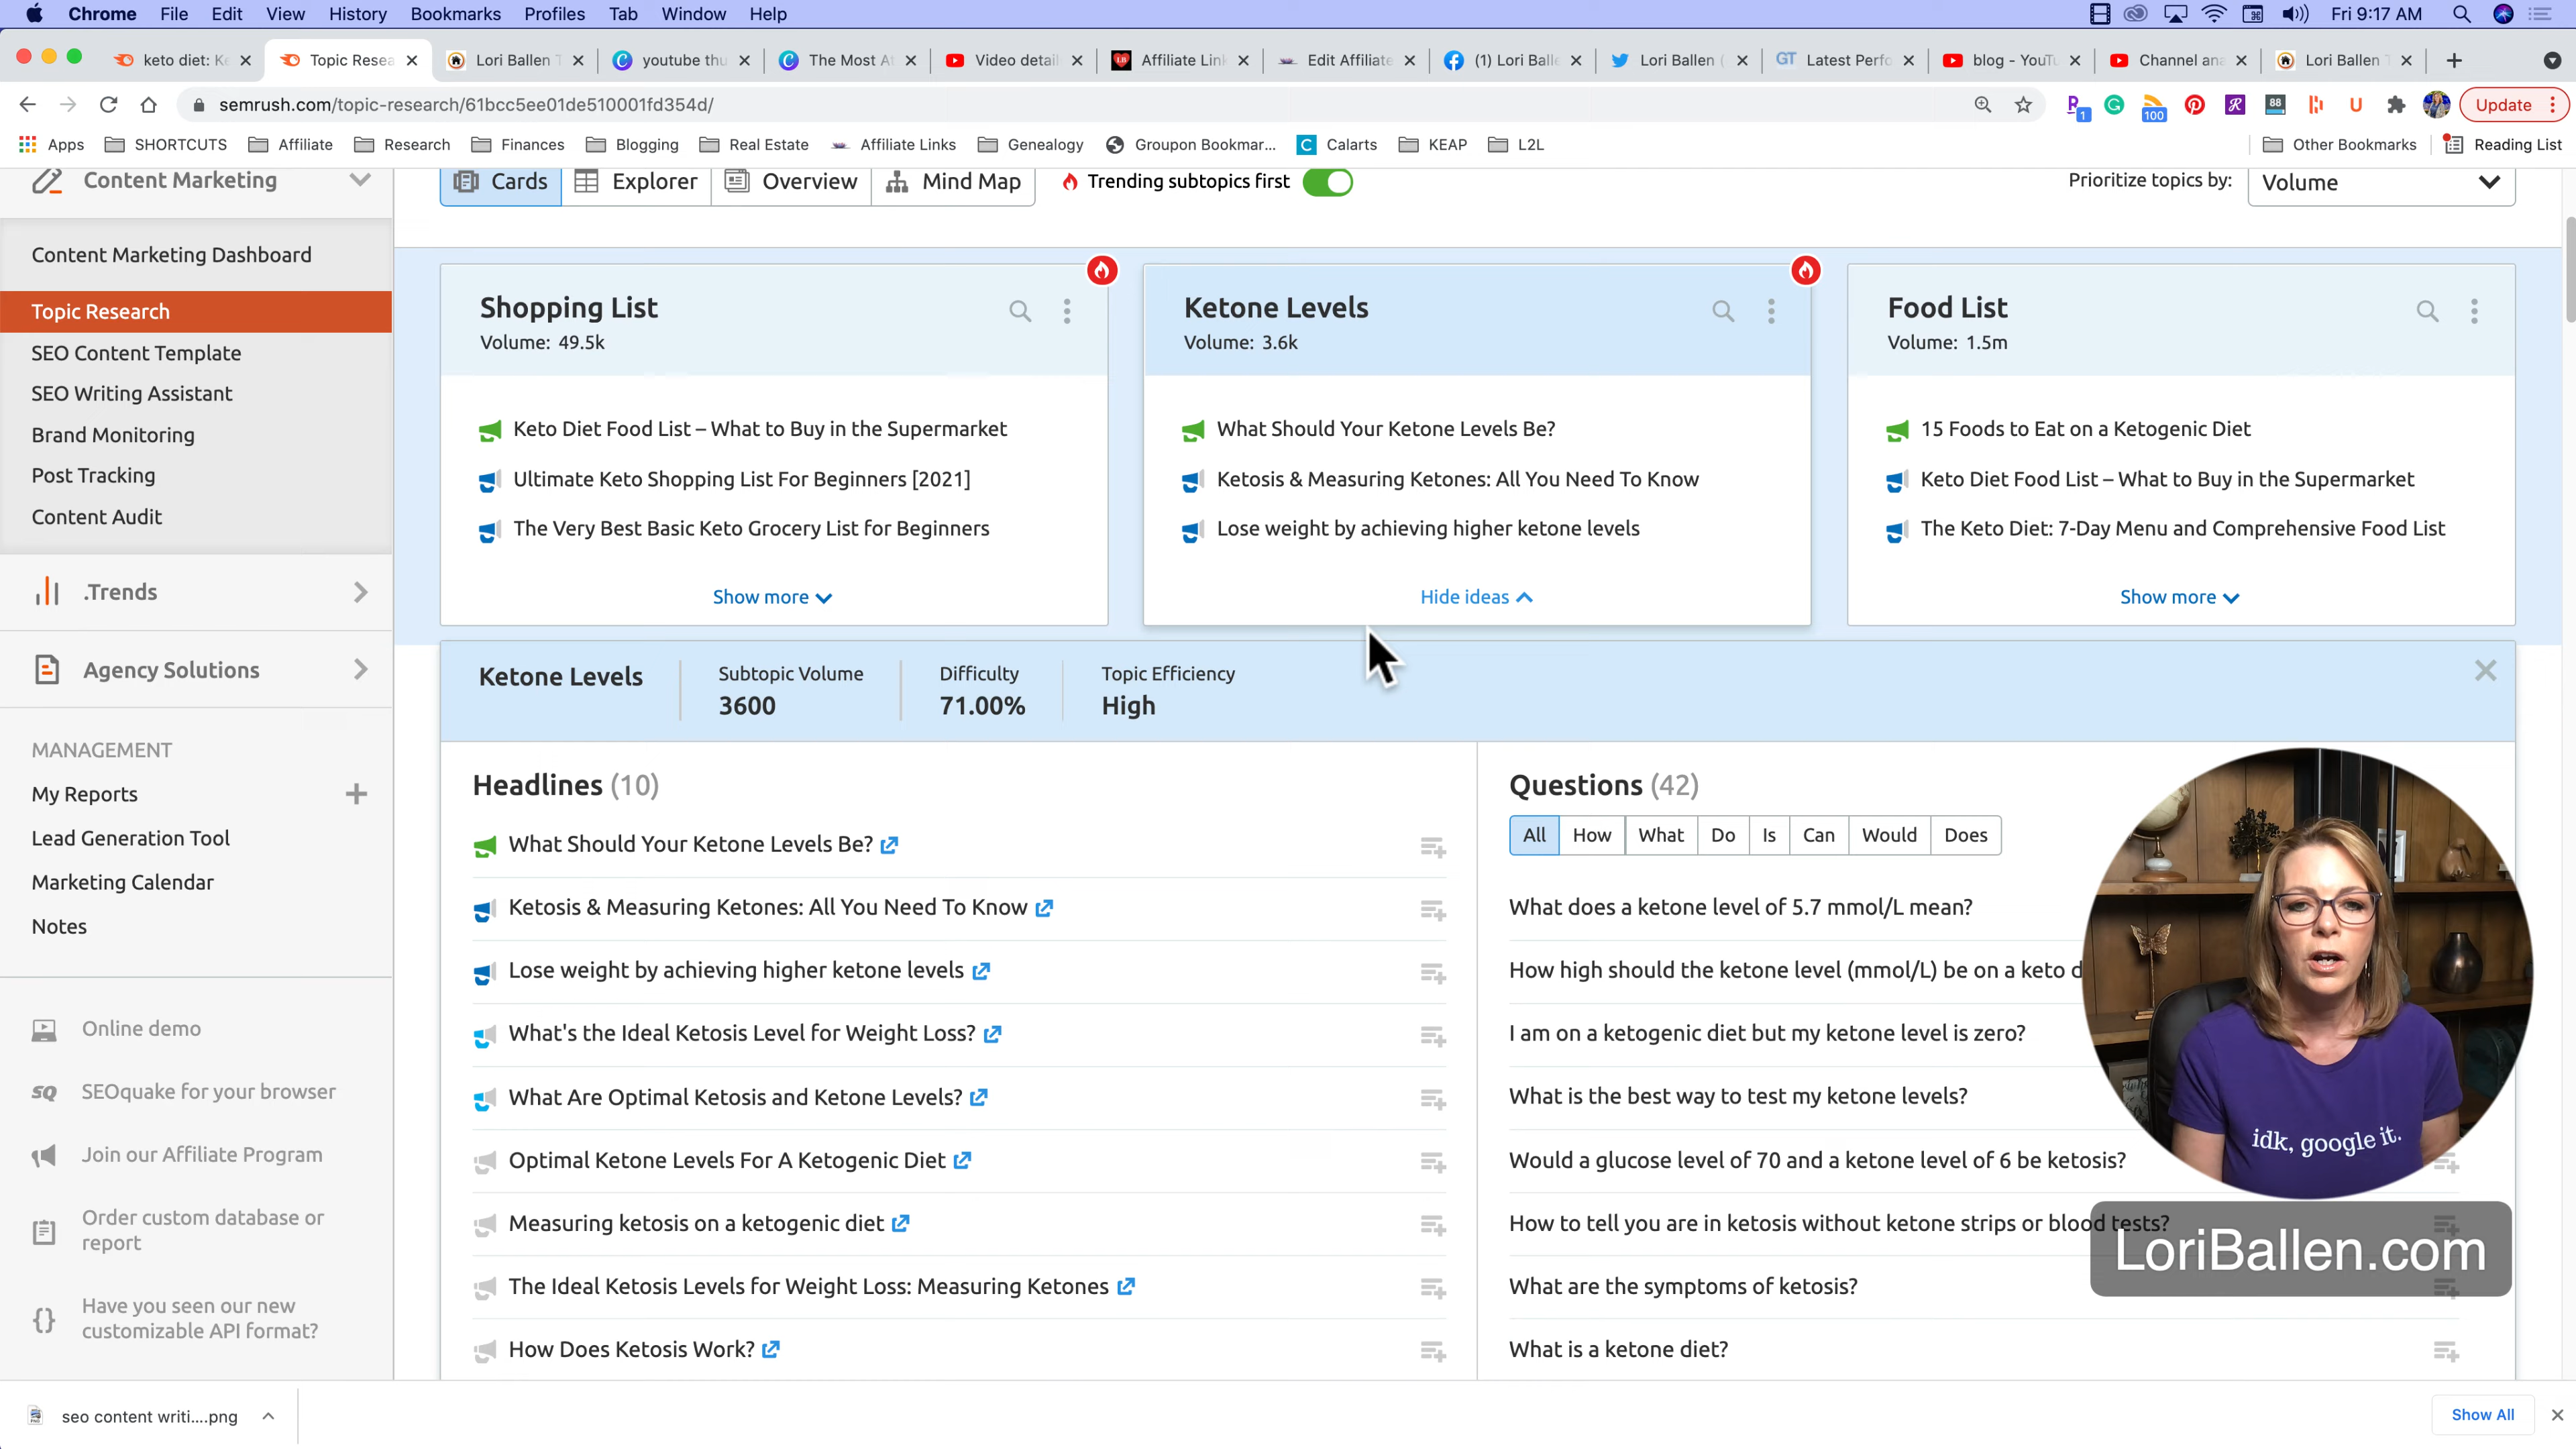 Chrome File Edit View History Bookmarks Profiles Tab Window Help Fri 9:17 AM
keto diet: Ke Topic Resea Lori Ballen T youtube thu The Most At Video detail Affiliate Link Edit Affiliate (1) Lori Balle Lori Ballen ( GT Latest Perfo blog - YouTu Channel ana Lori Ballen T
semrush.com/topic-research/61bcc5ee01de510001fd354d/ 1 100 88 Update
Apps SHORTCUTS Affiliate Research Finances Blogging Real Estate Affiliate Links Genealogy Groupon Bookmar... Calarts KEAP L2L Other Bookmarks Reading List
Content Marketing
Cards Explorer Overview Mind Map Trending subtopics first Prioritize topics by: Volume
Content Marketing Dashboard
Topic Research
SEO Content Template
SEO Writing Assistant
Brand Monitoring
Post Tracking
Content Audit
.Trends
Agency Solutions
MANAGEMENT
My Reports
Lead Generation Tool
Marketing Calendar
Notes
Online demo
SQ SEOquake for your browser
Join our Affiliate Program
Order custom database or
report
Have you seen our new
customizable API format?
Shopping List
Volume: 49.5k
Keto Diet Food List – What to Buy in the Supermarket
Ultimate Keto Shopping List For Beginners [2021]
The Very Best Basic Keto Grocery List for Beginners
Show more
Ketone Levels
Volume: 3.6k
What Should Your Ketone Levels Be?
Ketosis & Measuring Ketones: All You Need To Know
Lose weight by achieving higher ketone levels
Hide ideas
Food List
Volume: 1.5m
15 Foods to Eat on a Ketogenic Diet
Keto Diet Food List – What to Buy in the Supermarket
The Keto Diet: 7-Day Menu and Comprehensive Food List
Show more
Ketone Levels
Subtopic Volume
3600
Difficulty
71.00%
Topic Efficiency
High
Headlines (10)
What Should Your Ketone Levels Be?
Ketosis & Measuring Ketones: All You Need To Know
Lose weight by achieving higher ketone levels
What's the Ideal Ketosis Level for Weight Loss?
What Are Optimal Ketosis and Ketone Levels?
Optimal Ketone Levels For A Ketogenic Diet
Measuring ketosis on a ketogenic diet
The Ideal Ketosis Levels for Weight Loss: Measuring Ketones
How Does Ketosis Work?
Questions (42)
All How What Do Is Can Would Does
What does a ketone level of 5.7 mmol/L mean?
How high should the ketone level (mmol/L) be on a keto d
I am on a ketogenic diet but my ketone level is zero?
What is the best way to test my ketone levels?
Would a glucose level of 70 and a ketone level of 6 be ketosis?
How to tell you are in ketosis without ketone strips or blood tests?
What are the symptoms of ketosis?
What is a ketone diet?
idk, google it.
LoriBallen.com
seo content writi....png
Show All